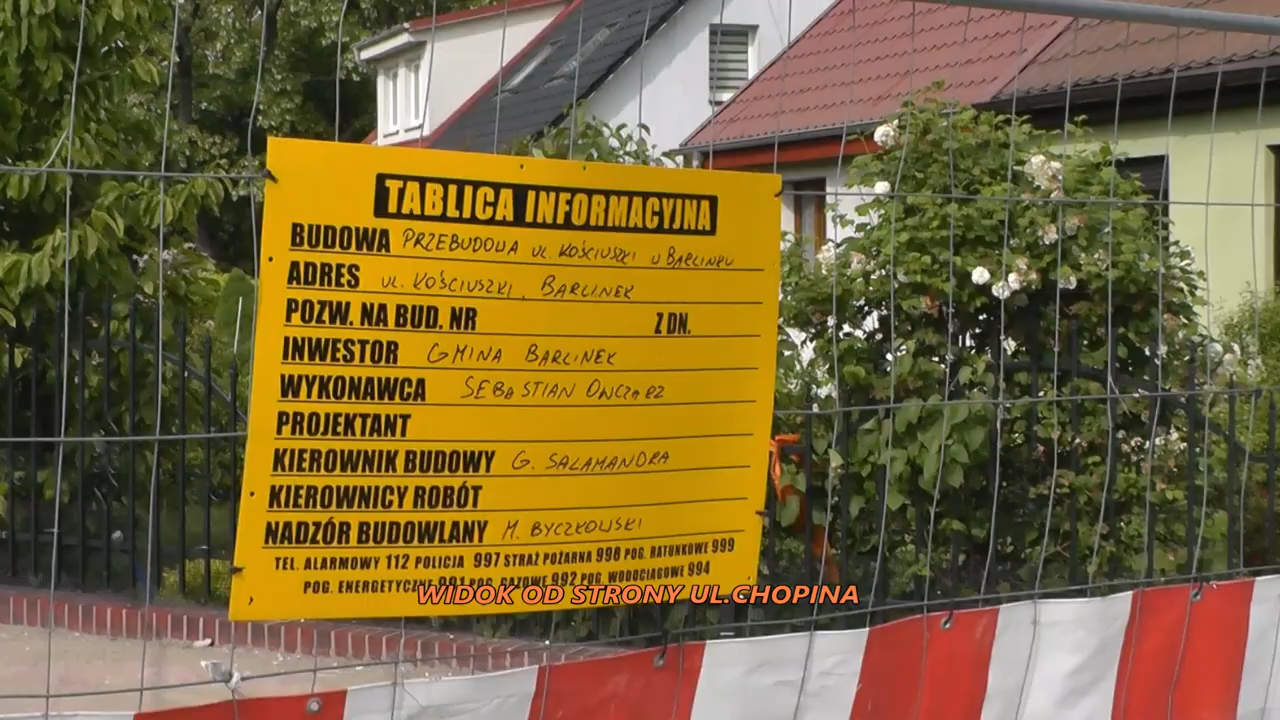 TABLICA INFORMACYJNA
BUDOWA PRZEBUDOWA UL. KOŚCIUSZKI W BARLINKU
ADRES UL. KOŚCIUSZKI, BARLINEK
POZW. NA BUD. NR Z DN.
INWESTOR GMINA BARLINEK
WYKONAWCA SEBASTIAN OWCZARZ
PROJEKTANT
KIEROWNIK BUDOWY G. SALAMANDRA
KIEROWNICY ROBÓT
NADZÓR BUDOWLANY M. BYCZKOWSKI
TEL. ALARMOWY 112 POLICJA 997 STRAŻ POŻARNA 998 POG. RATUNKOWE 999
POG. ENERGETYCZNE 991 POG. GAZOWE 992 POG. WODOCIĄGOWE 994
WIDOK OD STRONY UL.CHOPINA